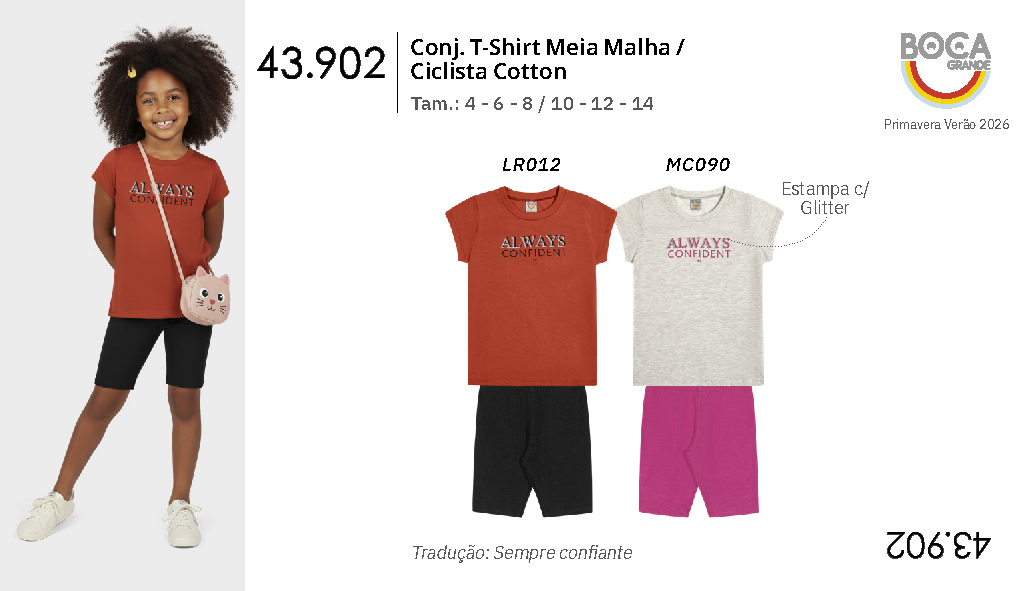 43.902
Conj. T-Shirt Meia Malha /
Ciclista Cotton
Tam.: 4 - 6 - 8 / 10 - 12 - 14
BOCA
GRANDE
Primavera Verão 2026
LR012
MC090
Estampa c/
Glitter
ALWAYS
CONFIDENT
ALWAYS
CONFIDENT
ALWAYS
CONFIDENT
Tradução: Sempre confiante
43.902